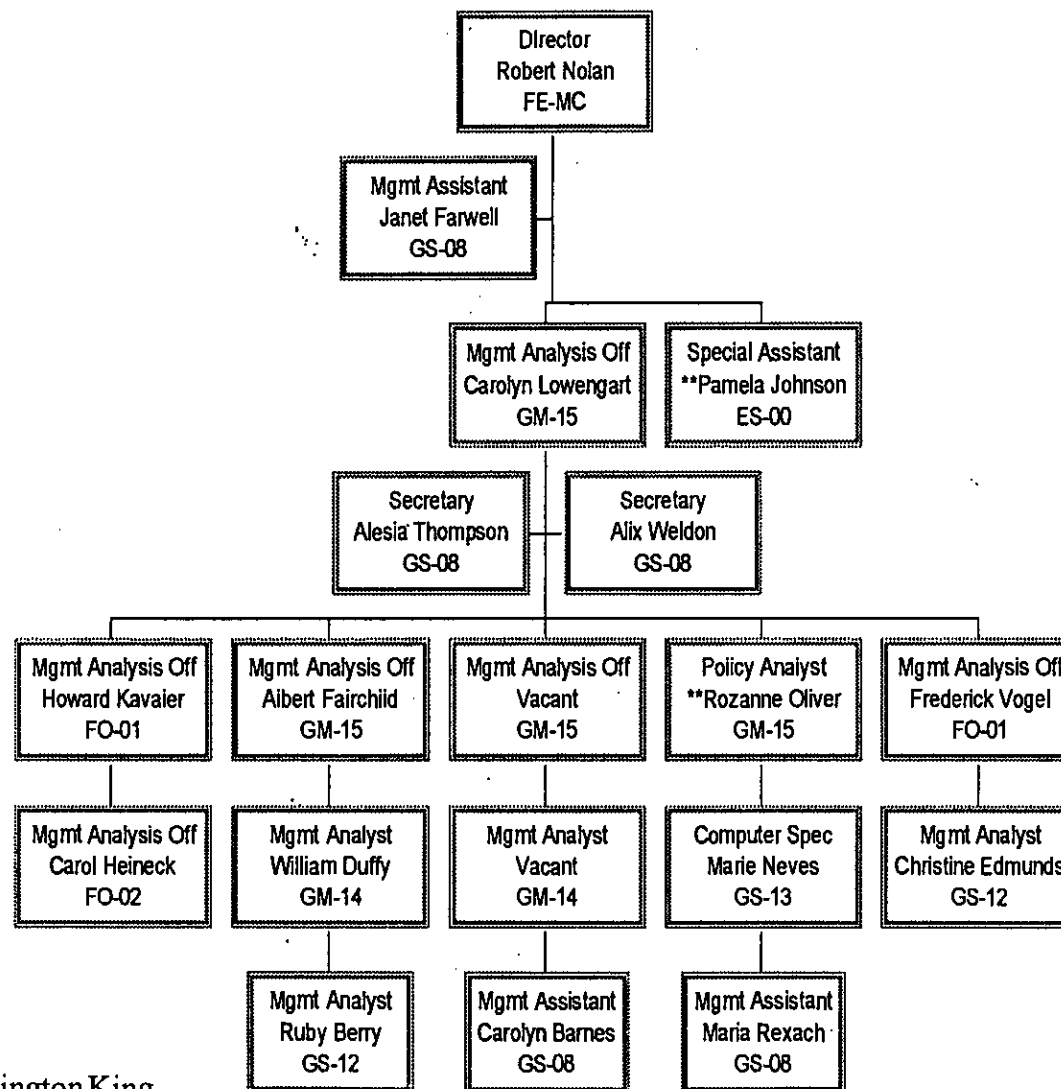 Director
Robert Nolan
FE-MC
Mgmt Assistant
Janet Farwell
GS-08
Mgmt Analysis Off
Carolyn Lowengart
GM-15
Special Assistant
**Pamela Johnson
ES-00
Secretary
Alesia Thompson
GS-08
Secretary
Alix Weldon
GS-08
Mgmt Analysis Off
Howard Kavaier
FO-01
Mgmt Analysis Off
Albert Fairchild
GM-15
Mgmt Analysis Off
Vacant
GM-15
Policy Analyst
**Rozanne Oliver
GM-15
Mgmt Analysis Off
Frederick Vogel
FO-01
Mgmt Analysis Off
Carol Heineck
FO-02
Mgmt Analyst
William Duffy
GM-14
Mgmt Analyst
Vacant
GM-14
Computer Spec
Marie Neves
GS-13
Mgmt Analyst
Christine Edmunds
GS-12
Mgmt Analyst
Ruby Berry
GS-12
Mgmt Assistant
Carolyn Barnes
GS-08
Mgmt Assistant
Maria Rexach
GS-08
King